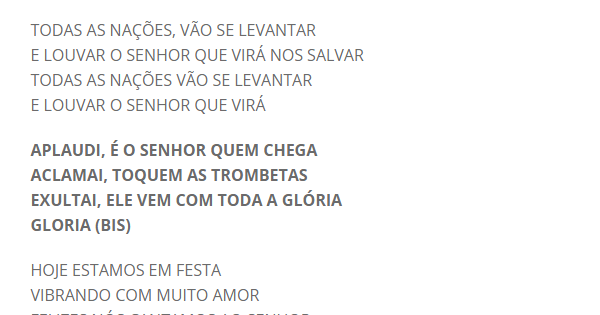 TODAS AS NAÇÕES, VÃO SE LEVANTAR
E LOUVAR O SENHOR QUE VIRÁ NOS SALVAR
TODAS AS NAÇÕES VÃO SE LEVANTAR
E LOUVAR O SENHOR QUE VIRÁ
APLAUDI, É O SENHOR QUEM CHEGA
ACLAMAI, TOQUEM AS TROMBETAS
EXULTAI, ELE VEM COM TODA A GLÓRIA
GLORIA (BIS)
HOJE ESTAMOS EM FESTA
VIBRANDO COM MUITO AMOR